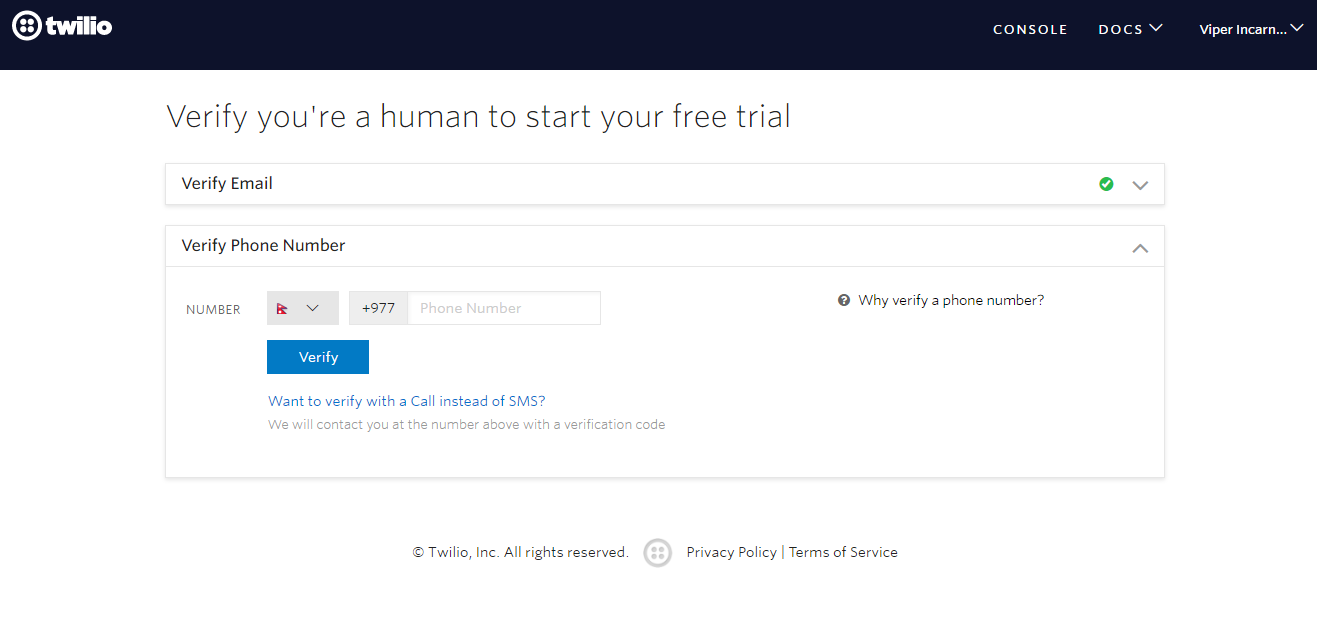 twilio
CONSOLE DOCS Viper Incarn...
Verify you're a human to start your free trial
Verify Email
Verify Phone Number
NUMBER +977 Phone Number
Why verify a phone number?
Verify
Want to verify with a Call instead of SMS?
We will contact you at the number above with a verification code
© Twilio, Inc. All rights reserved. Privacy Policy | Terms of Service